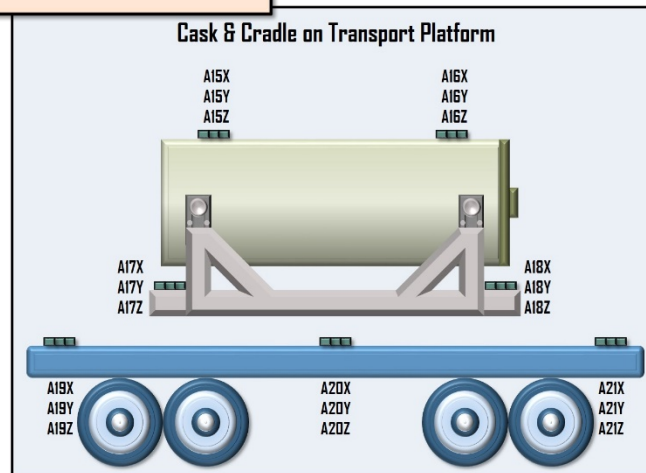 Cask & Cradle on Transport Platform
A15X
A15Y
A15Z
A16X
A16Y
A16Z
A17X
A17Y
A17Z
A18X
A18Y
A18Z
A19X
A19Y
A19Z
A20X
A20Y
A20Z
A21X
A21Y
A21Z